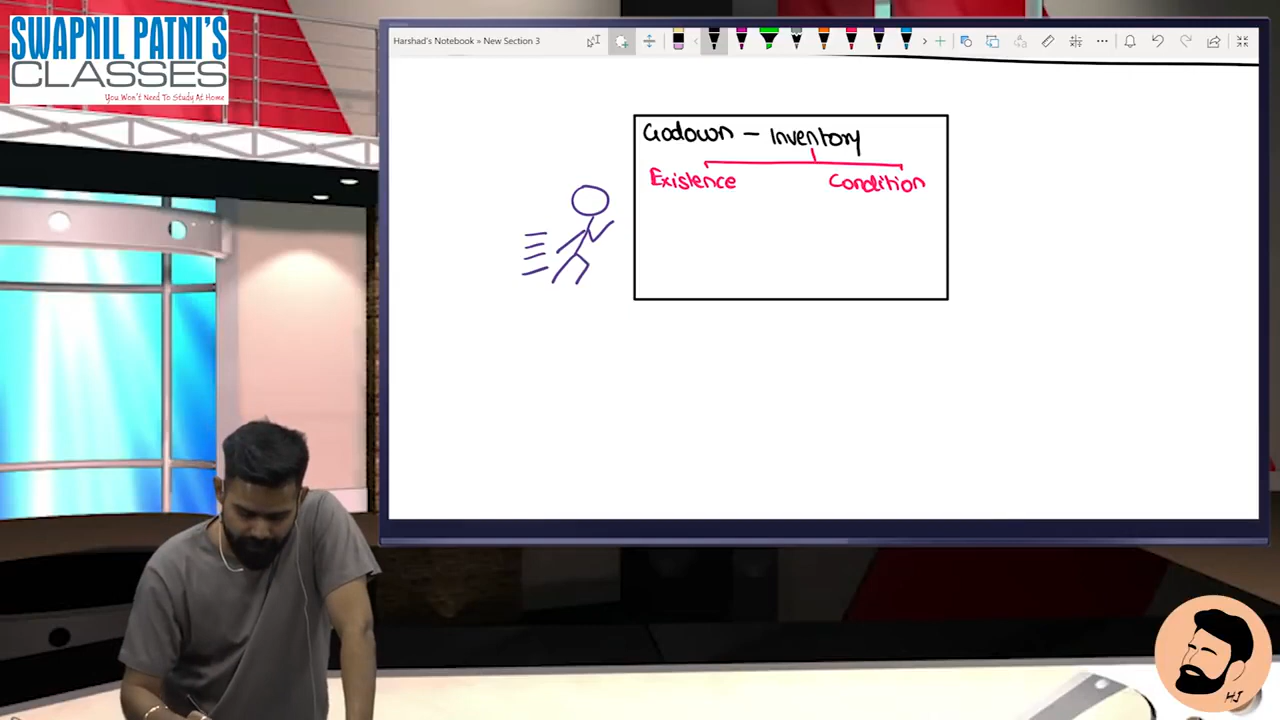 SWAPNIL PATNI'S
CLASSES
You Won't Need To Study At Home
Harshad's Notebook » New Section 3
Godown - Inventory
Existence Condition
HJ